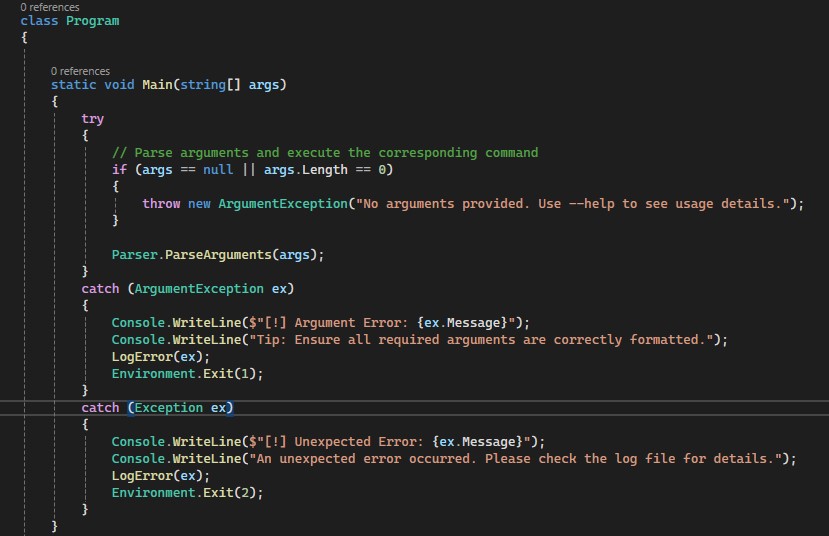 0 references
class Program
{
0 references
static void Main(string[] args)
{
try
{
// Parse arguments and execute the corresponding command
if (args == null || args.Length == 0)
{
throw new ArgumentException("No arguments provided. Use --help to see usage details.");
}
Parser.ParseArguments(args);
}
catch (ArgumentException ex)
{
Console.WriteLine($"[!] Argument Error: {ex.Message}");
Console.WriteLine("Tip: Ensure all required arguments are correctly formatted.");
LogError(ex);
Environment.Exit(1);
}
catch (Exception ex)
{
Console.WriteLine($"[!] Unexpected Error: {ex.Message}");
Console.WriteLine("An unexpected error occurred. Please check the log file for details.");
LogError(ex);
Environment.Exit(2);
}
}